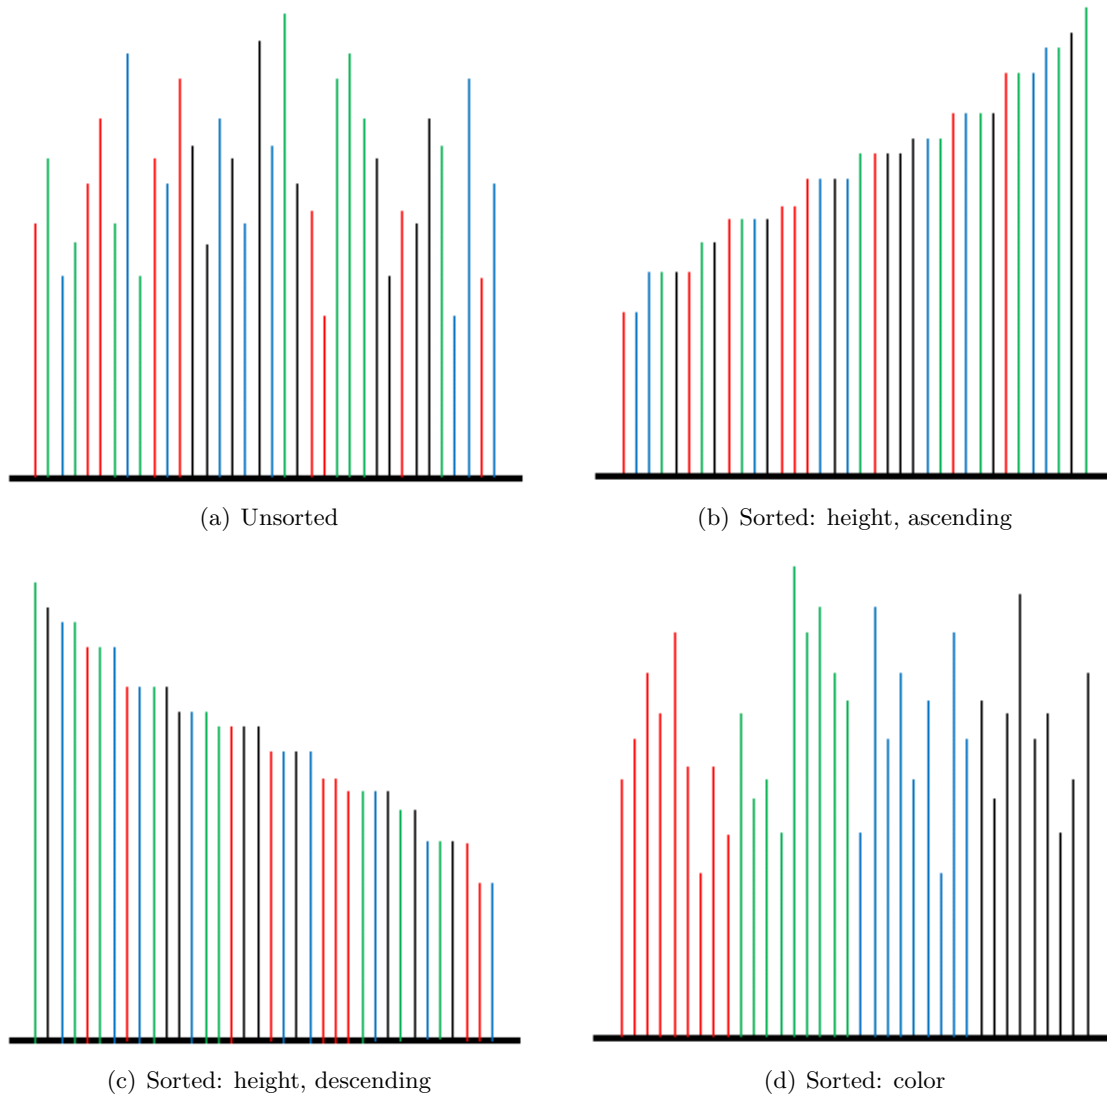 (a) Unsorted
(b) Sorted: height, ascending
(c) Sorted: height, descending
(d) Sorted: color